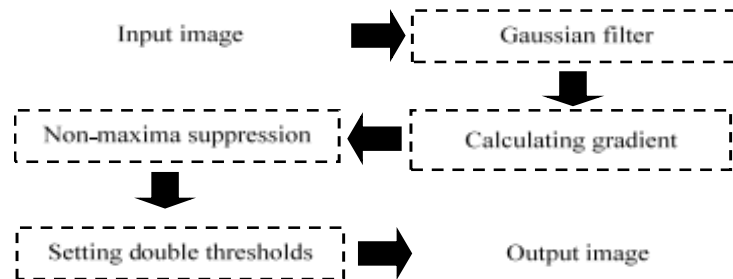 Input image
Gaussian filter
Calculating gradient
Non-maxima suppression
Setting double thresholds
Output image